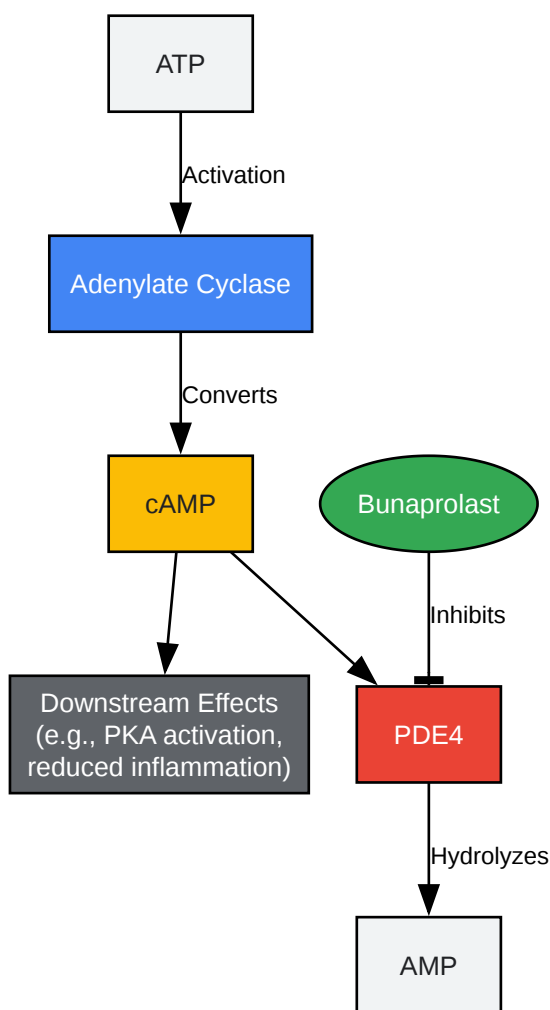 ATP
Activation
Adenylate Cyclase
Converts
cAMP
Bunaprolast
Inhibits
Downstream Effects
(e.g., PKA activation,
reduced inflammation)
PDE4
Hydrolyzes
AMP